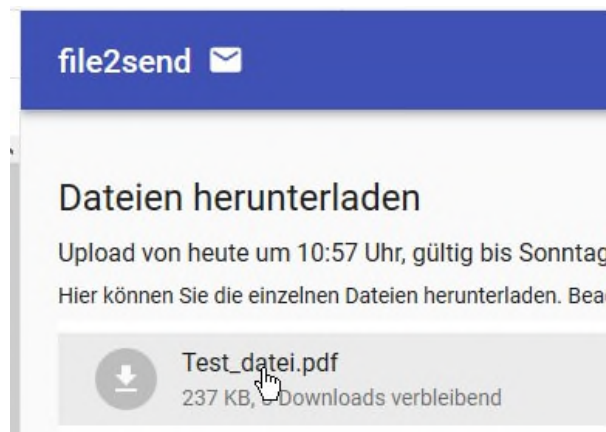 file2send
Dateien herunterladen
Upload von heute um 10:57 Uhr, gültig bis Sonntag
Hier können Sie die einzelnen Dateien herunterladen.
Test_datei.pdf
237 KB, Downloads verbleibend